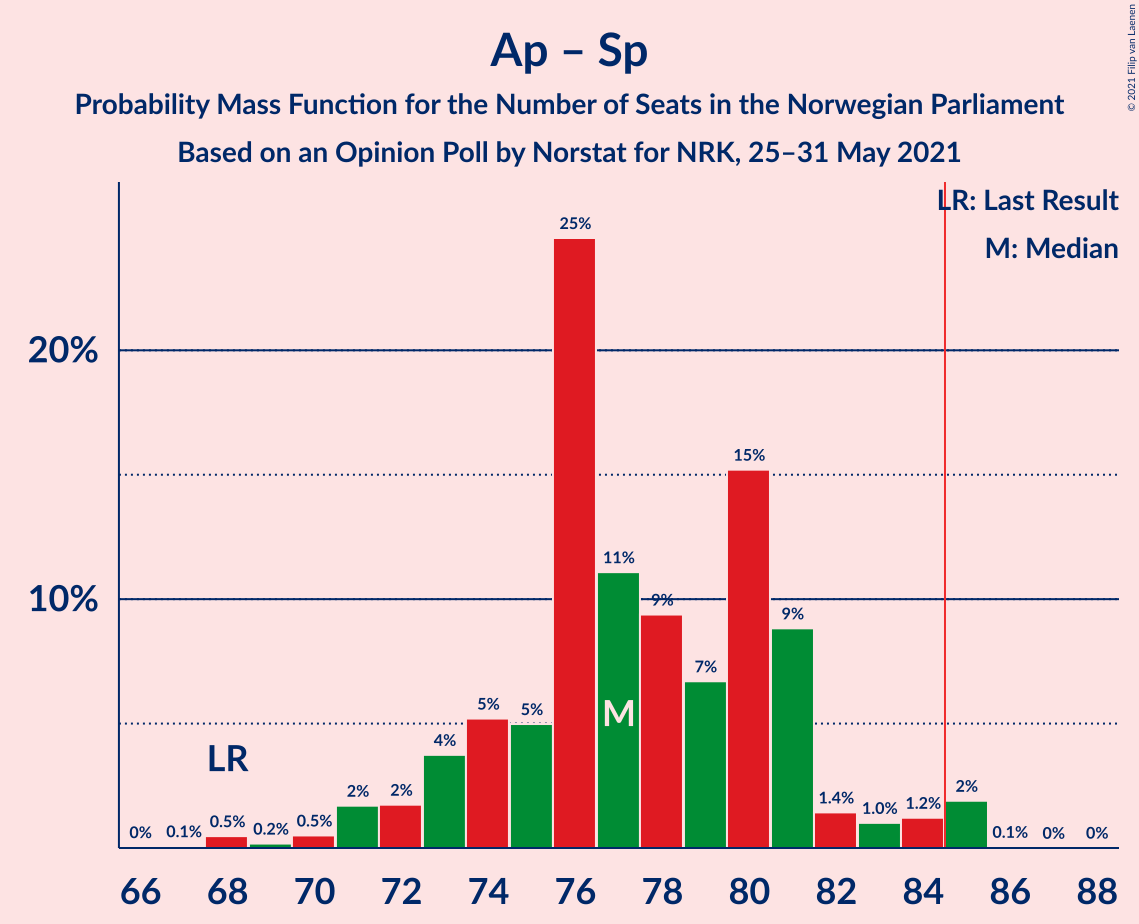 Ap – Sp
Probability Mass Function for the Number of Seats in the Norwegian Parliament
Based on an Opinion Poll by Norstat for NRK, 25–31 May 2021
© 2021 Filip van Laenen
LR: Last Result
M: Median
20%
10%
0%
0.1%
0.5%
0.2%
0.5%
2%
2%
4%
5%
5%
25%
11%
9%
7%
15%
9%
1.4%
1.0%
1.2%
2%
0.1%
0%
0%
LR
M
66 68 70 72 74 76 78 80 82 84 86 88